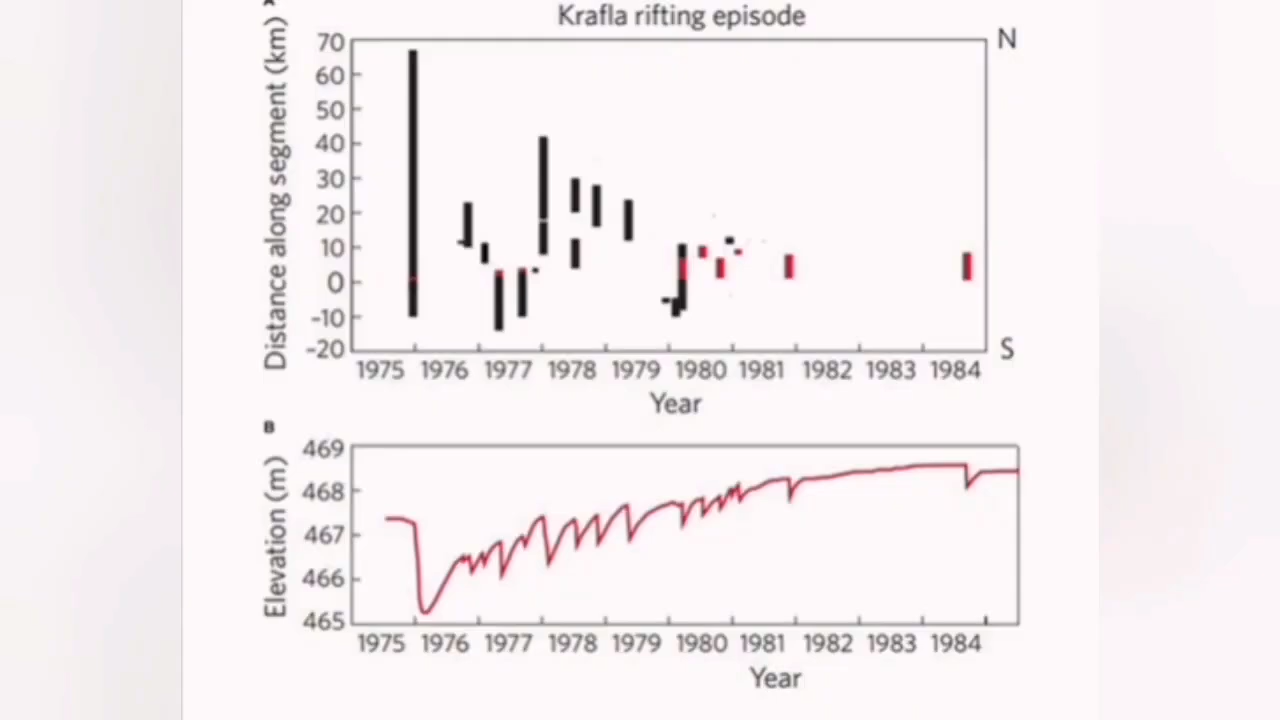 A
Krafla rifting episode
N
Distance along segment (km)
70
60
50
40
30
20
10
0
-10
-20
S
1975 1976 1977 1978 1979 1980 1981 1982 1983 1984
Year
B
Elevation (m)
469
468
467
466
465
1975 1976 1977 1978 1979 1980 1981 1982 1983 1984
Year